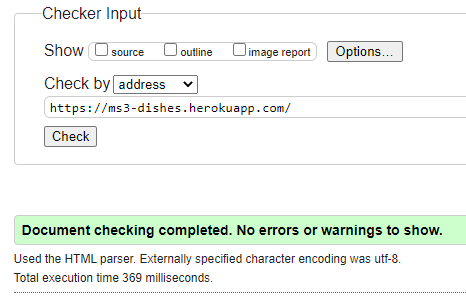 Checker Input
Show source outline image report Options...
Check by address
https://ms3-dishes.herokuapp.com/
Check
Document checking completed. No errors or warnings to show.
Used the HTML parser. Externally specified character encoding was utf-8.
Total execution time 369 milliseconds.